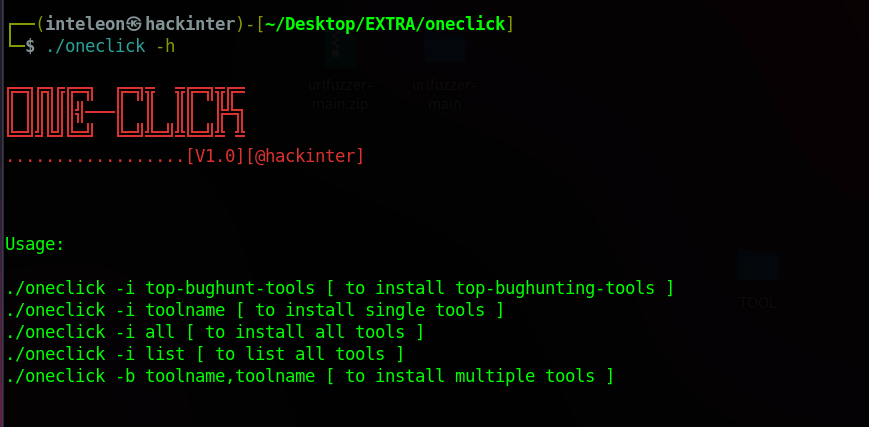 ┌──(inteleon㉿hackinter)-[~/Desktop/EXTRA/oneclick]
└─$ ./oneclick -h
urlfuzzer-main.zip
urlfuzzer-main
ONE-CLICK
..................[V1.0][@hackinter]
Usage:
./oneclick -i top-bughunt-tools [ to install top-bughunting-tools ]
TOOL
./oneclick -i toolname [ to install single tools ]
./oneclick -i all [ to install all tools ]
./oneclick -i list [ to list all tools ]
./oneclick -b toolname,toolname [ to install multiple tools ]